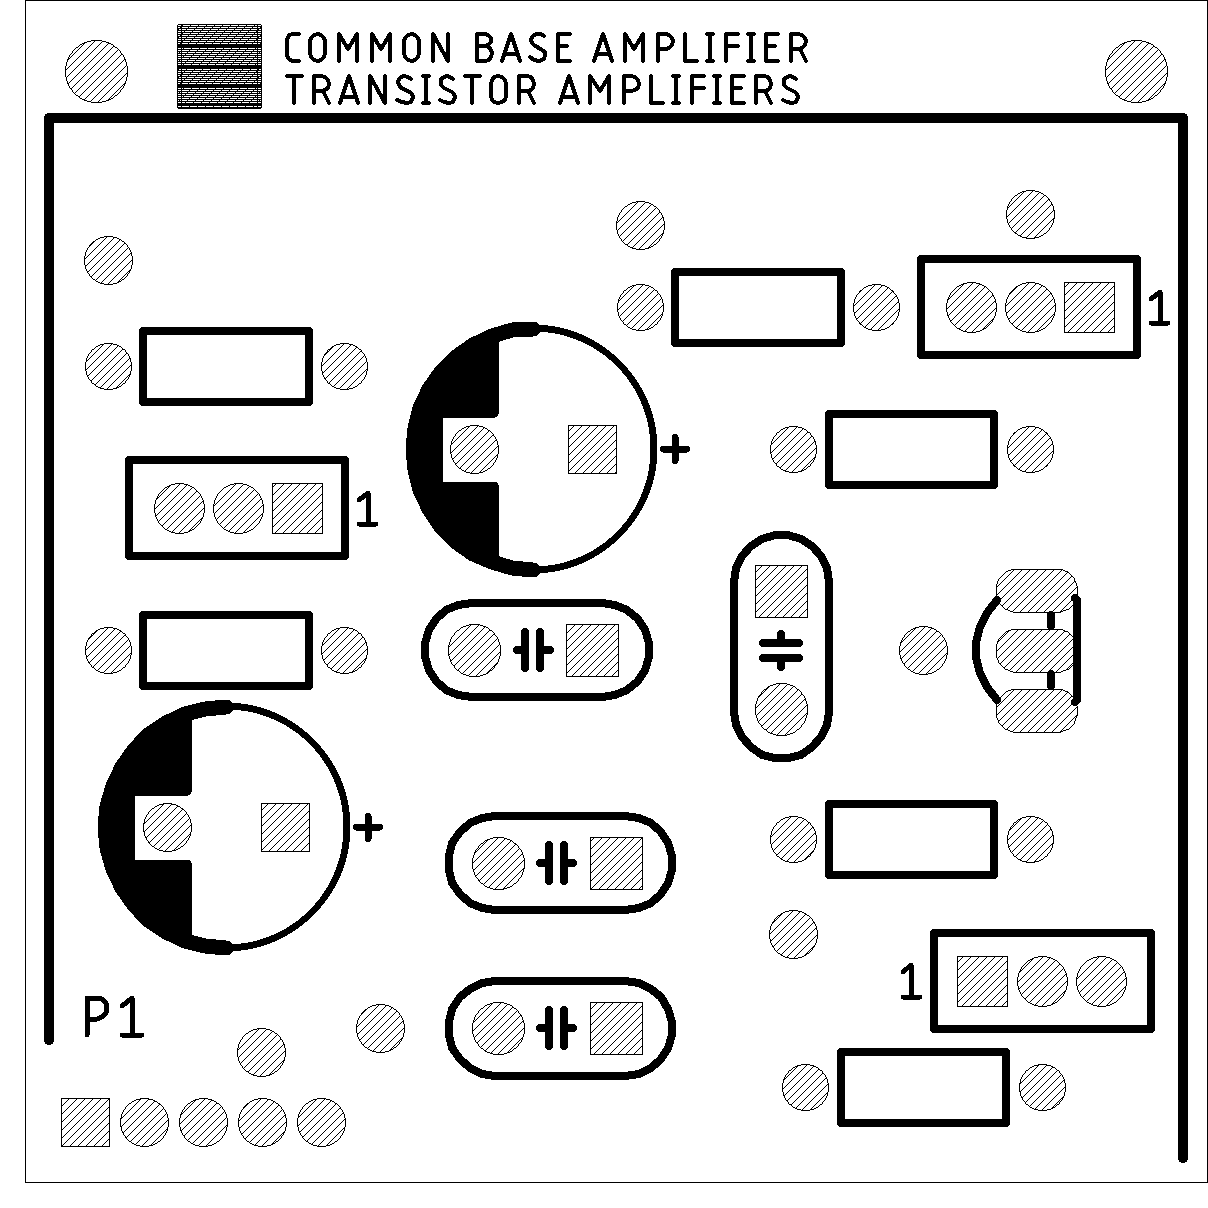 COMMON BASE AMPLIFIER
TRANSISTOR AMPLIFIERS
1
+
1
+
1
P1